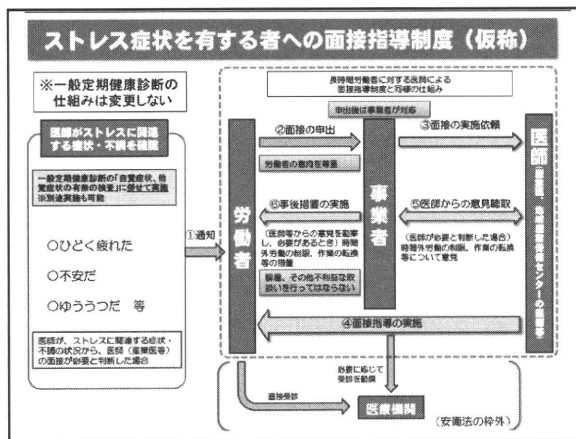 ストレス症状を有する者への面接指導制度（仮称）
※一般定期健康診断の
仕組みは変更しない
医師がストレスに関連
する症状・不調を確認
一般定期健康診断の「自覚症状、他
覚症状の有無の検査」に併せて実施
※別途実施も可能
○ひどく疲れた
○不安だ
○ゆううつだ 等
医師が、ストレスに関連する症状・
不調の状況から、医師（産業医等）
の面接が必要と判断した場合
①通知
長時間労働者に対する医師による
面接指導制度と同様の仕組み
申出後は事業者が対応
労働者
②面接の申出
労働者の意向を尊重
⑥事後措置の実施
（医師等からの意見を勘案
し、必要があるとき）時間
外労働の制限、作業の転換
等の措置
解雇、その他不利益な取
扱いを行ってはならない
事業者
③面接の実施依頼
⑤医師からの意見聴取
（医師が必要と判断した場合）
時間外労働の制限、作業の転換
等について意見
医師
④面接指導の実施
直接受診
必要に応じて
受診を勧奨
医療機関
（安衛法の枠外）